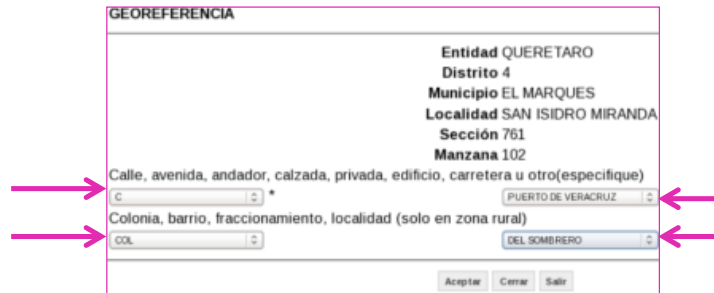 GEOREFERENCIA
Entidad QUERETARO
Distrito 4
Municipio EL MARQUES
Localidad SAN ISIDRO MIRANDA
Sección 761
Manzana 102
Calle, avenida, andador, calzada, privada, edificio, carretera u otro(especifique)
C * PUERTO DE VERACRUZ
Colonia, barrio, fraccionamiento, localidad (solo en zona rural)
COL DEL SOMBRERO
Aceptar Cerrar Salir